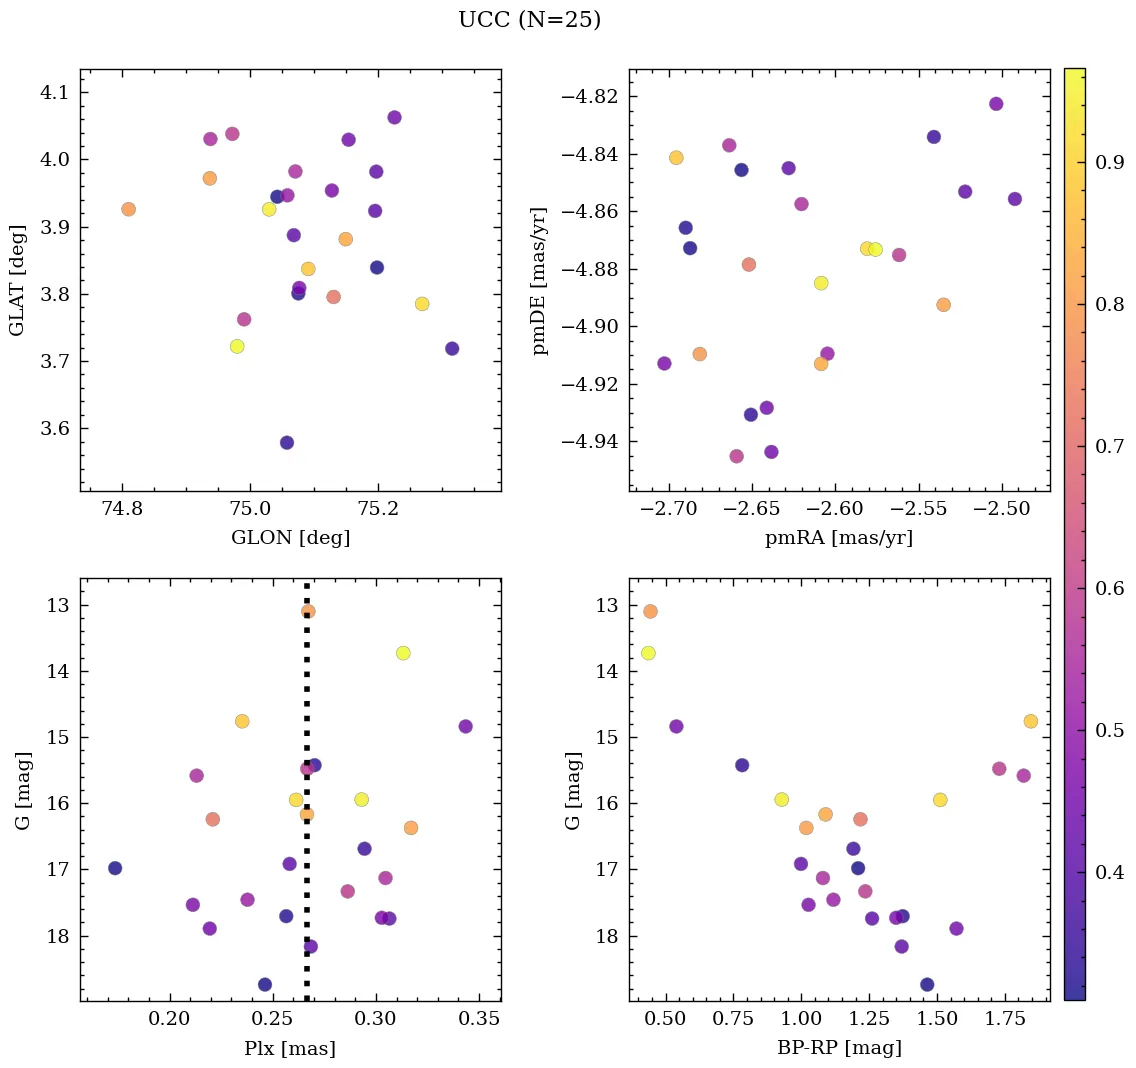 UCC (N=25)
4.1
4.0
3.9
3.8
3.7
3.6
GLAT [deg]
74.8 75.0 75.2
GLON [deg]
−4.82
−4.84
−4.86
−4.88
−4.90
−4.92
−4.94
pmDE [mas/yr]
−2.70 −2.65 −2.60 −2.55 −2.50
pmRA [mas/yr]
0.9
0.8
0.7
0.6
0.5
0.4
13
14
15
16
17
18
G [mag]
0.20 0.25 0.30 0.35
Plx [mas]
13
14
15
16
17
18
G [mag]
0.50 0.75 1.00 1.25 1.50 1.75
BP-RP [mag]